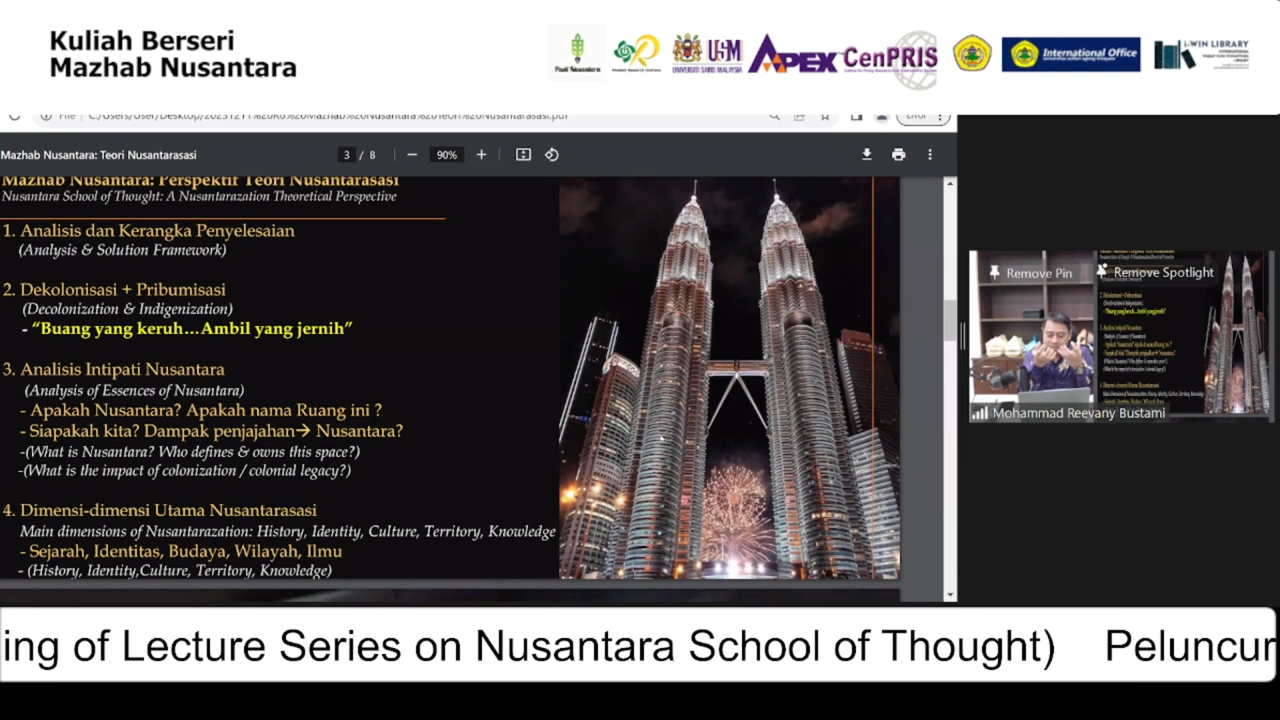 Kuliah Berseri
Mazhab Nusantara
Padi Nusantara
USM
UNIVERSITI SAINS MALAYSIA
APEX
CenPRIS
International Office
i-WIN LIBRARY
File
Mazhab Nusantara: Teori Nusantarasasi
3 / 8
90%
Mazhab Nusantara: Perspektif Teori Nusantarasasi
Nusantara School of Thought: A Nusantarazation Theoretical Perspective
1. Analisis dan Kerangka Penyelesaian
(Analysis & Solution Framework)
2. Dekolonisasi + Pribumisasi
(Decolonization & Indigenization)
- “Buang yang keruh...Ambil yang jernih”
3. Analisis Intipati Nusantara
(Analysis of Essences of Nusantara)
- Apakah Nusantara? Apakah nama Ruang ini ?
- Siapakah kita? Dampak penjajahan→ Nusantara?
-(What is Nusantara? Who defines & owns this space?)
-(What is the impact of colonization / colonial legacy?)
4. Dimensi-dimensi Utama Nusantarasasi
Main dimensions of Nusantarazation: History, Identity, Culture, Territory, Knowledge
- Sejarah, Identitas, Budaya, Wilayah, Ilmu
- (History, Identity,Culture, Territory, Knowledge)
Remove Pin
Remove Spotlight
Mohammad Reevany Bustami
ing of Lecture Series on Nusantara School of Thought) Peluncur